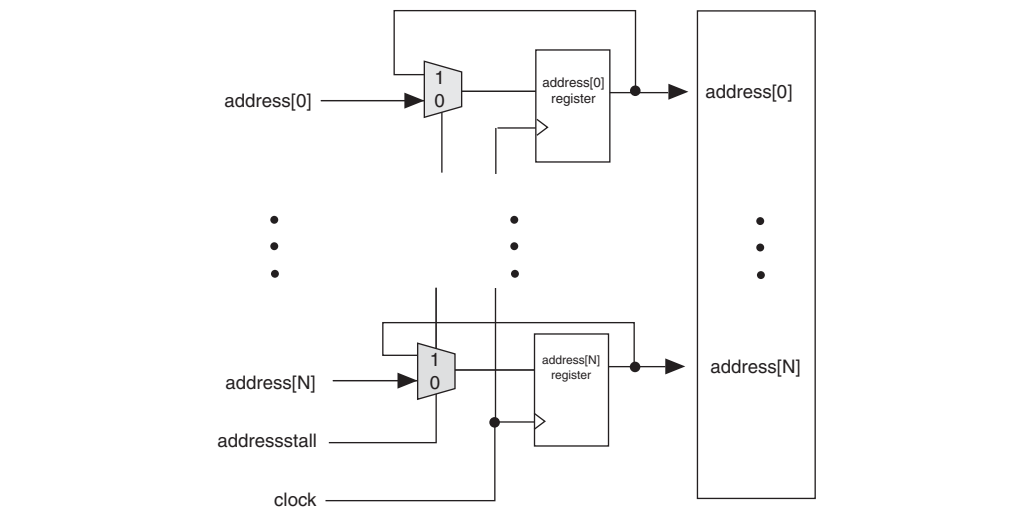 1
address[0]
0
address[0]
register
address[0]
1
address[N]
0
address[N]
register
address[N]
addressstall
clock